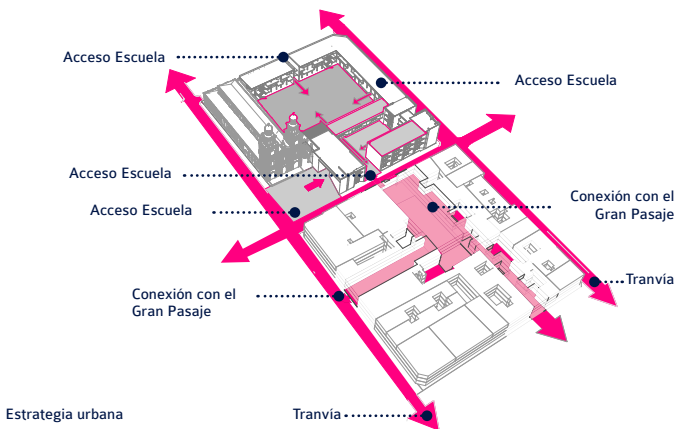 Acceso Escuela
Acceso Escuela
Acceso Escuela
Acceso Escuela
Conexión con el
Gran Pasaje
Tranvía
Conexión con el
Gran Pasaje
Estrategia urbana
Tranvía